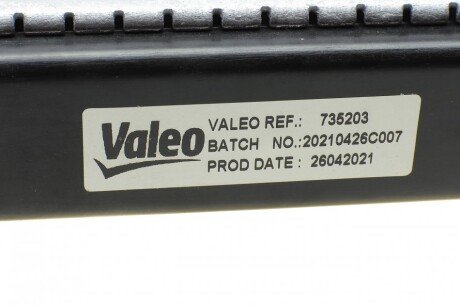 Valeo
VALEO REF.: 735203
BATCH NO.:20210426C007
PROD DATE : 26042021